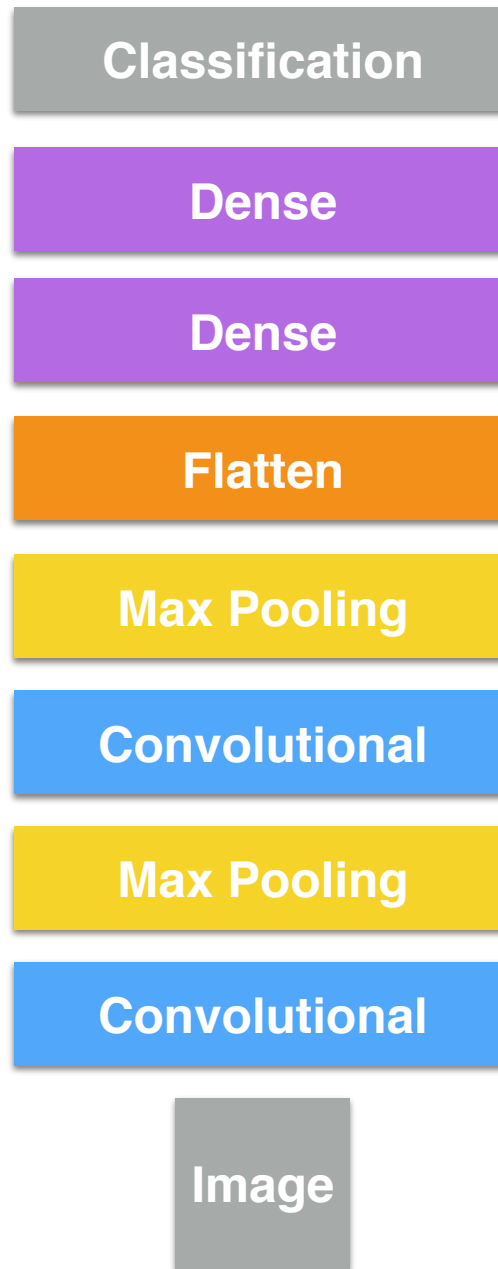 Classification
Dense
Dense
Flatten
Max Pooling
Convolutional
Max Pooling
Convolutional
Image